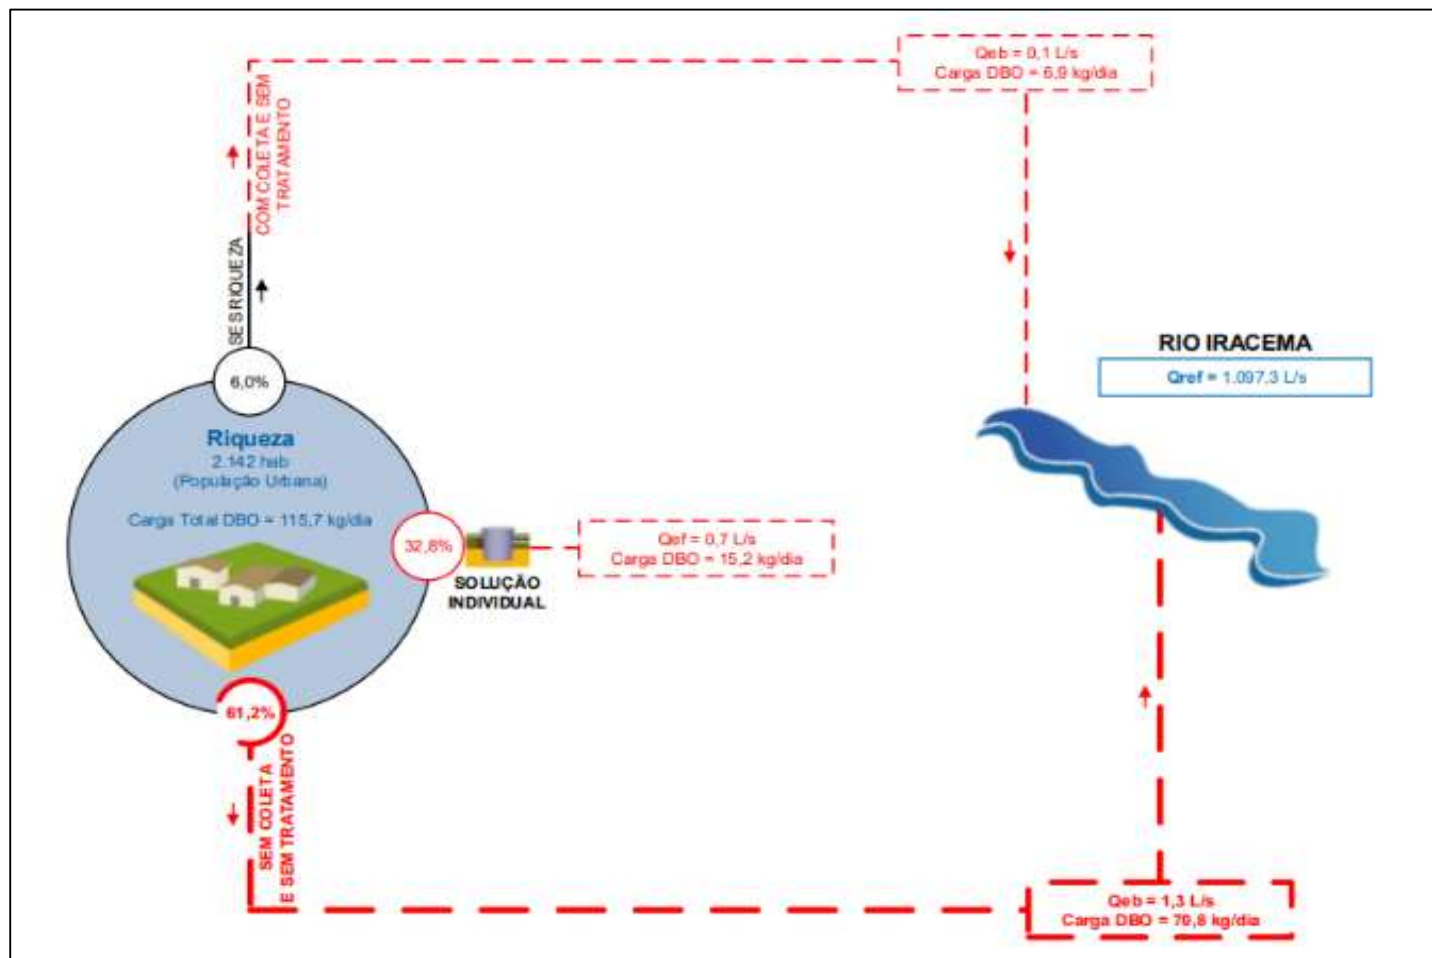 Qeb = 0,1 L/s
Carga DBO = 6,9 kg/dia
COM COLETA E SEM
TRATAMENTO
SES RIQUEZA
RIO IRACEMA
Qref = 1.097,3 L/s
6,0%
Riqueza
2.142 hab
(População Urbana)
Carga Total DBO = 115,7 kg/dia
32,8%
SOLUÇÃO
INDIVIDUAL
Qef = 0,7 L/s
Carga DBO = 15,2 kg/dia
61,2%
SEM COLETA
E SEM TRATAMENTO
Qeb = 1,3 L/s
Carga DBO = 70,8 kg/dia